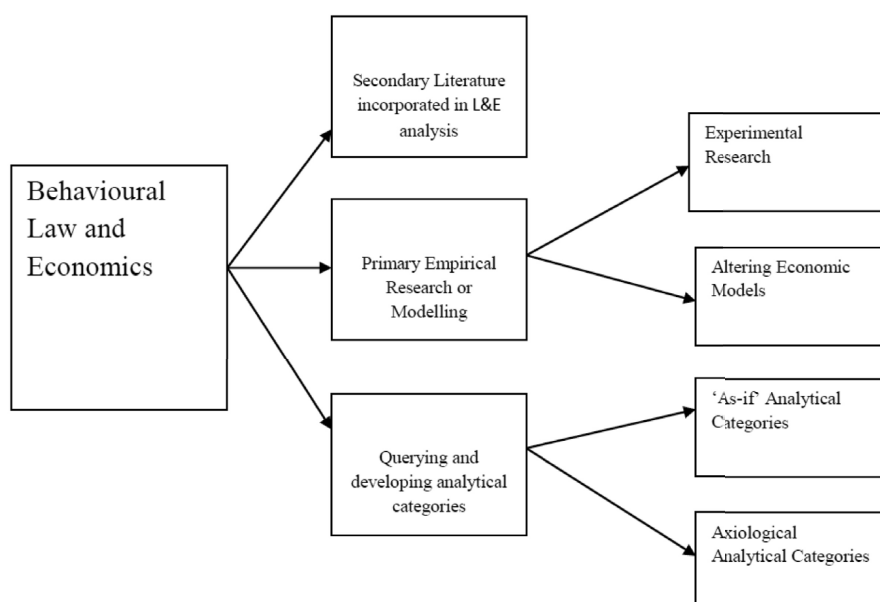 Behavioural
Law and
Economics
Secondary Literature
incorporated in L&E
analysis
Primary Empirical
Research or
Modelling
Querying and
developing analytical
categories
Experimental
Research
Altering Economic
Models
‘As-if’ Analytical
Categories
Axiological
Analytical Categories